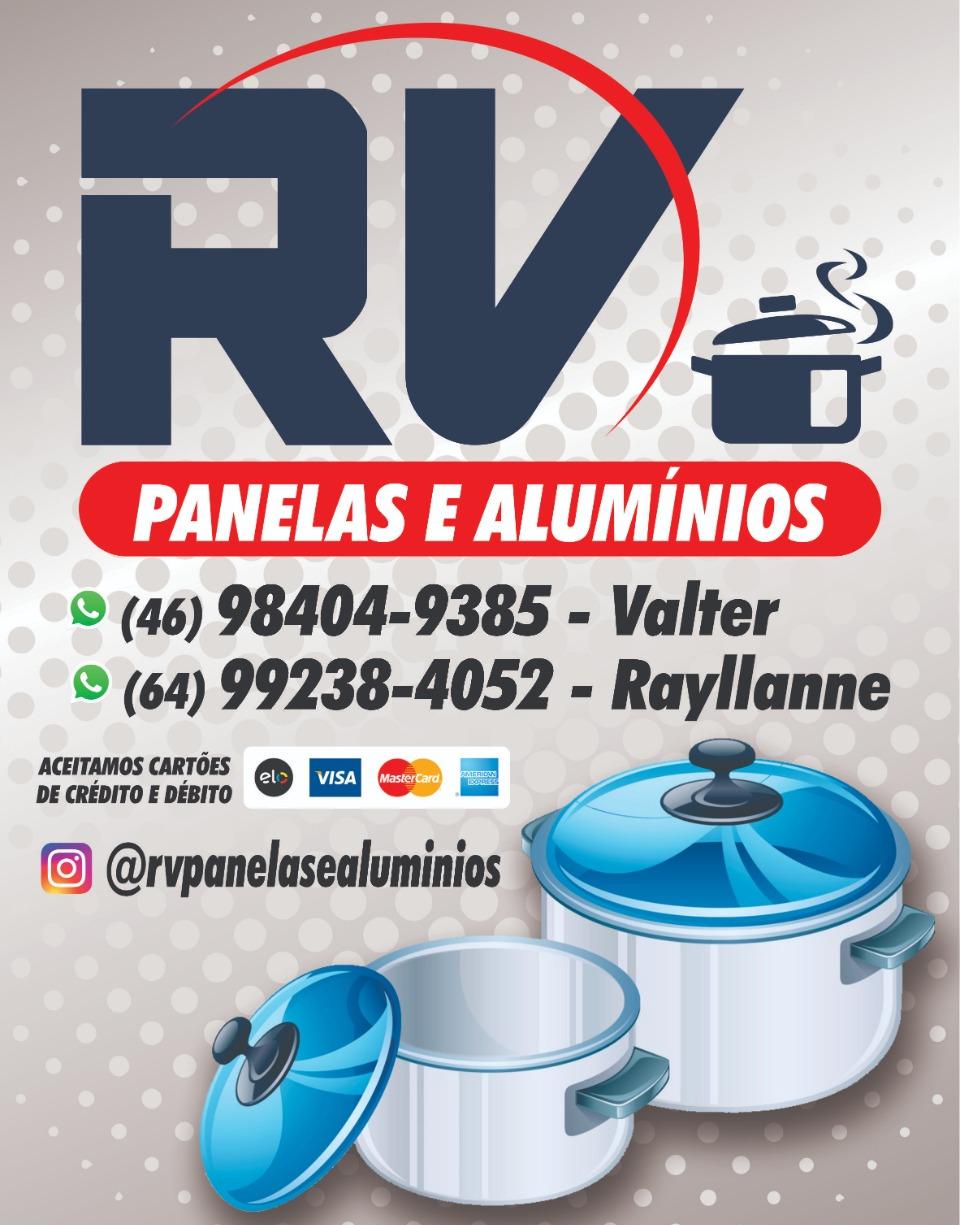 RV
PANELAS E ALUMÍNIOS
(46) 98404-9385 - Valter
(64) 99238-4052 - Rayllanne
ACEITAMOS CARTÕES
DE CRÉDITO E DÉBITO
elo VISA MasterCard AMERICAN EXPRESS
@rvpanelasealuminios